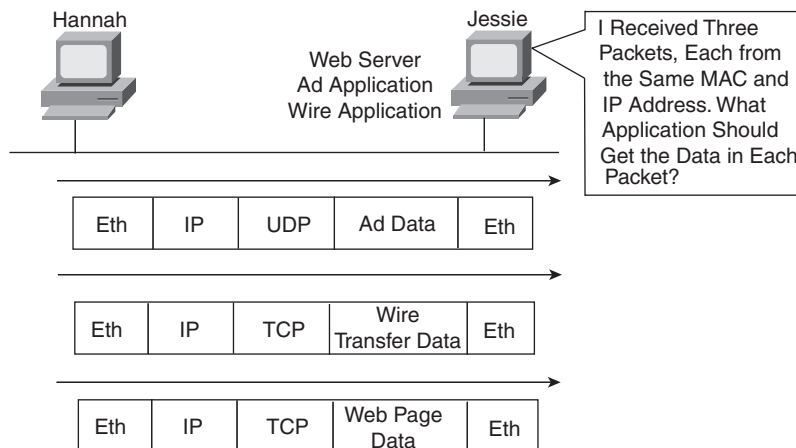 Hannah
Jessie
Web Server
Ad Application
Wire Application
I Received Three
Packets, Each from
the Same MAC and
IP Address. What
Application Should
Get the Data in Each
Packet?
Eth IP UDP Ad Data Eth
Eth IP TCP Wire
Transfer Data Eth
Eth IP TCP Web Page
Data Eth